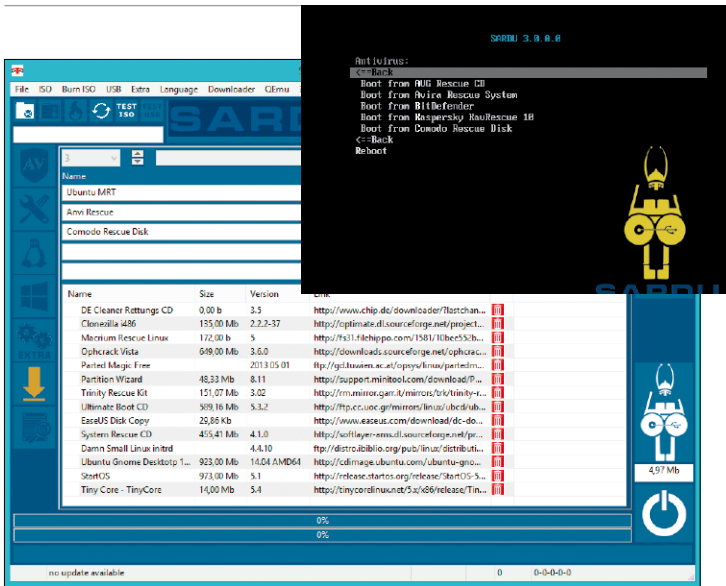 SARDU 3.0.0.0
Antivirus:
<==Back
Boot from AVG Rescue CD
Boot from Avira Rescue System
Boot from BitDefender
Boot from Kaspersky KavRescue 10
Boot from Comodo Rescue Disk
<==Back
Reboot
SARDU
File ISO Burn ISO USB Extra Language Downloader QEmu
TEST ISO
TEST USB
SARD
AV
3
Name
Ubuntu MRT
Anvi Rescue
Comodo Rescue Disk
EXTRA
Name Size Version Link
DE Cleaner Rettungs CD 0,00 b 3.5 http://www.chip.de/downloader/?lastchan...
Clonezilla i486 135,00 Mb 2.2.2-37 http://optimate.dl.sourceforge.net/project...
Macrium Rescue Linux 172,00 b 5 http://fs31.filehippo.com/1581/10bee552b...
Ophcrack Vista 649,00 Mb 3.6.0 http://downloads.sourceforge.net/ophcrac...
Parted Magic Free 2013 05 01 ftp://gd.tuwien.ac.at/opsys/linux/partedm...
Partition Wizard 48,33 Mb 8.11 http://support.minitool.com/download/P...
Trinity Rescue Kit 151,07 Mb 3.02 http://rm.mirror.garr.it/mirrors/trk/trinity-r...
Ultimate Boot CD 589,16 Mb 5.3.2 http://ftp.cc.uoc.gr/mirrors/linux/ubcd/ub...
EaseUS Disk Copy 29,86 Kb http://www.easeus.com/download/dc-do...
System Rescue CD 455,41 Mb 4.1.0 http://softlayer-ams.dl.sourceforge.net/pr...
Damn Small Linux initrd 4.4.10 ftp://distro.ibiblio.org/pub/linux/distributi...
Ubuntu Gnome Desktotp 1... 923,00 Mb 14.04 AMD64 http://cdimage.ubuntu.com/ubuntu-gno...
StartOS 973,00 Mb 5.1 http://release.startos.org/release/StartOS-5...
Tiny Core - TinyCore 14,00 Mb 5.4 http://tinycorelinux.net/5.x/x86/release/Tin...
4,97 Mb
0%
0%
no update available 0 0-0-0-0-0